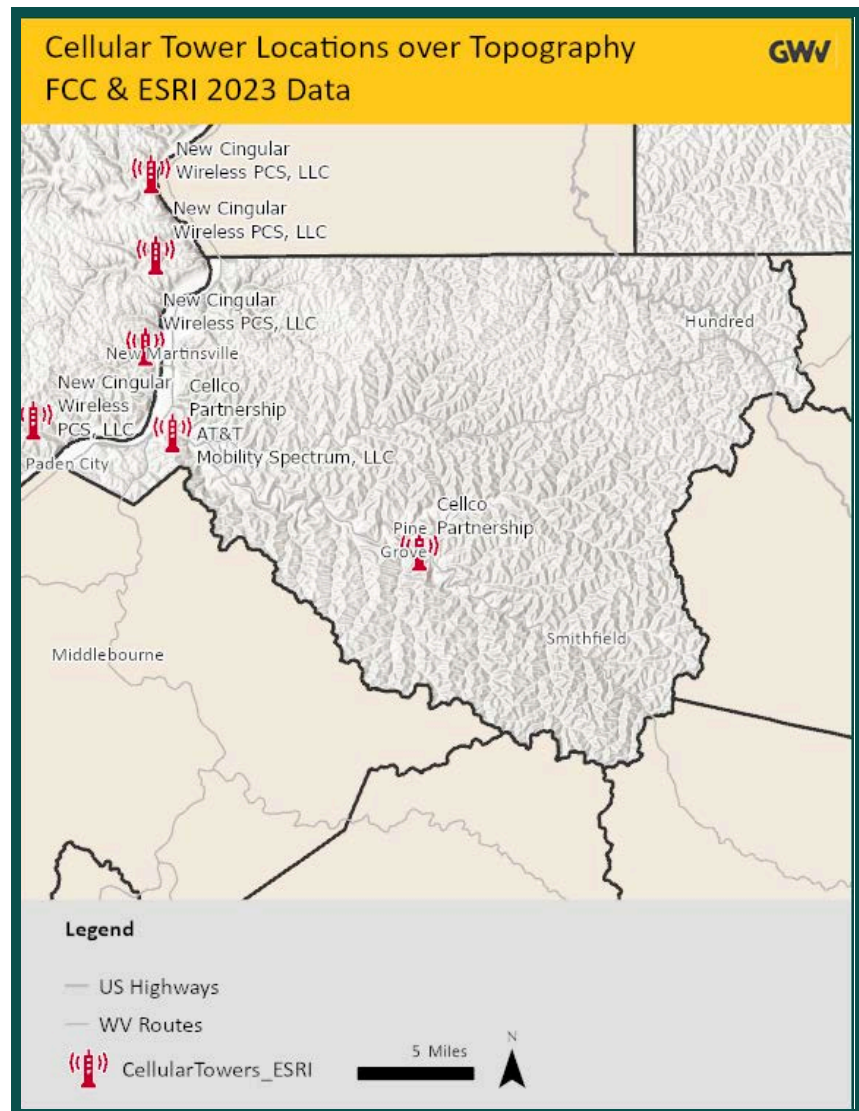 Cellular Tower Locations over Topography
FCC & ESRI 2023 Data
GWV
New Cingular
Wireless PCS, LLC
New Cingular
Wireless PCS, LLC
New Cingular
Wireless PCS, LLC
New Martinsville
Hundred
New Cingular
Wireless
PCS, LLC
Cellco
Partnership
AT&T
Mobility Spectrum, LLC
Paden City
Cellco
Partnership
Pine
Grove
Smithfield
Middlebourne
Legend
US Highways
WV Routes
CellularTowers_ESRI
5 Miles
N